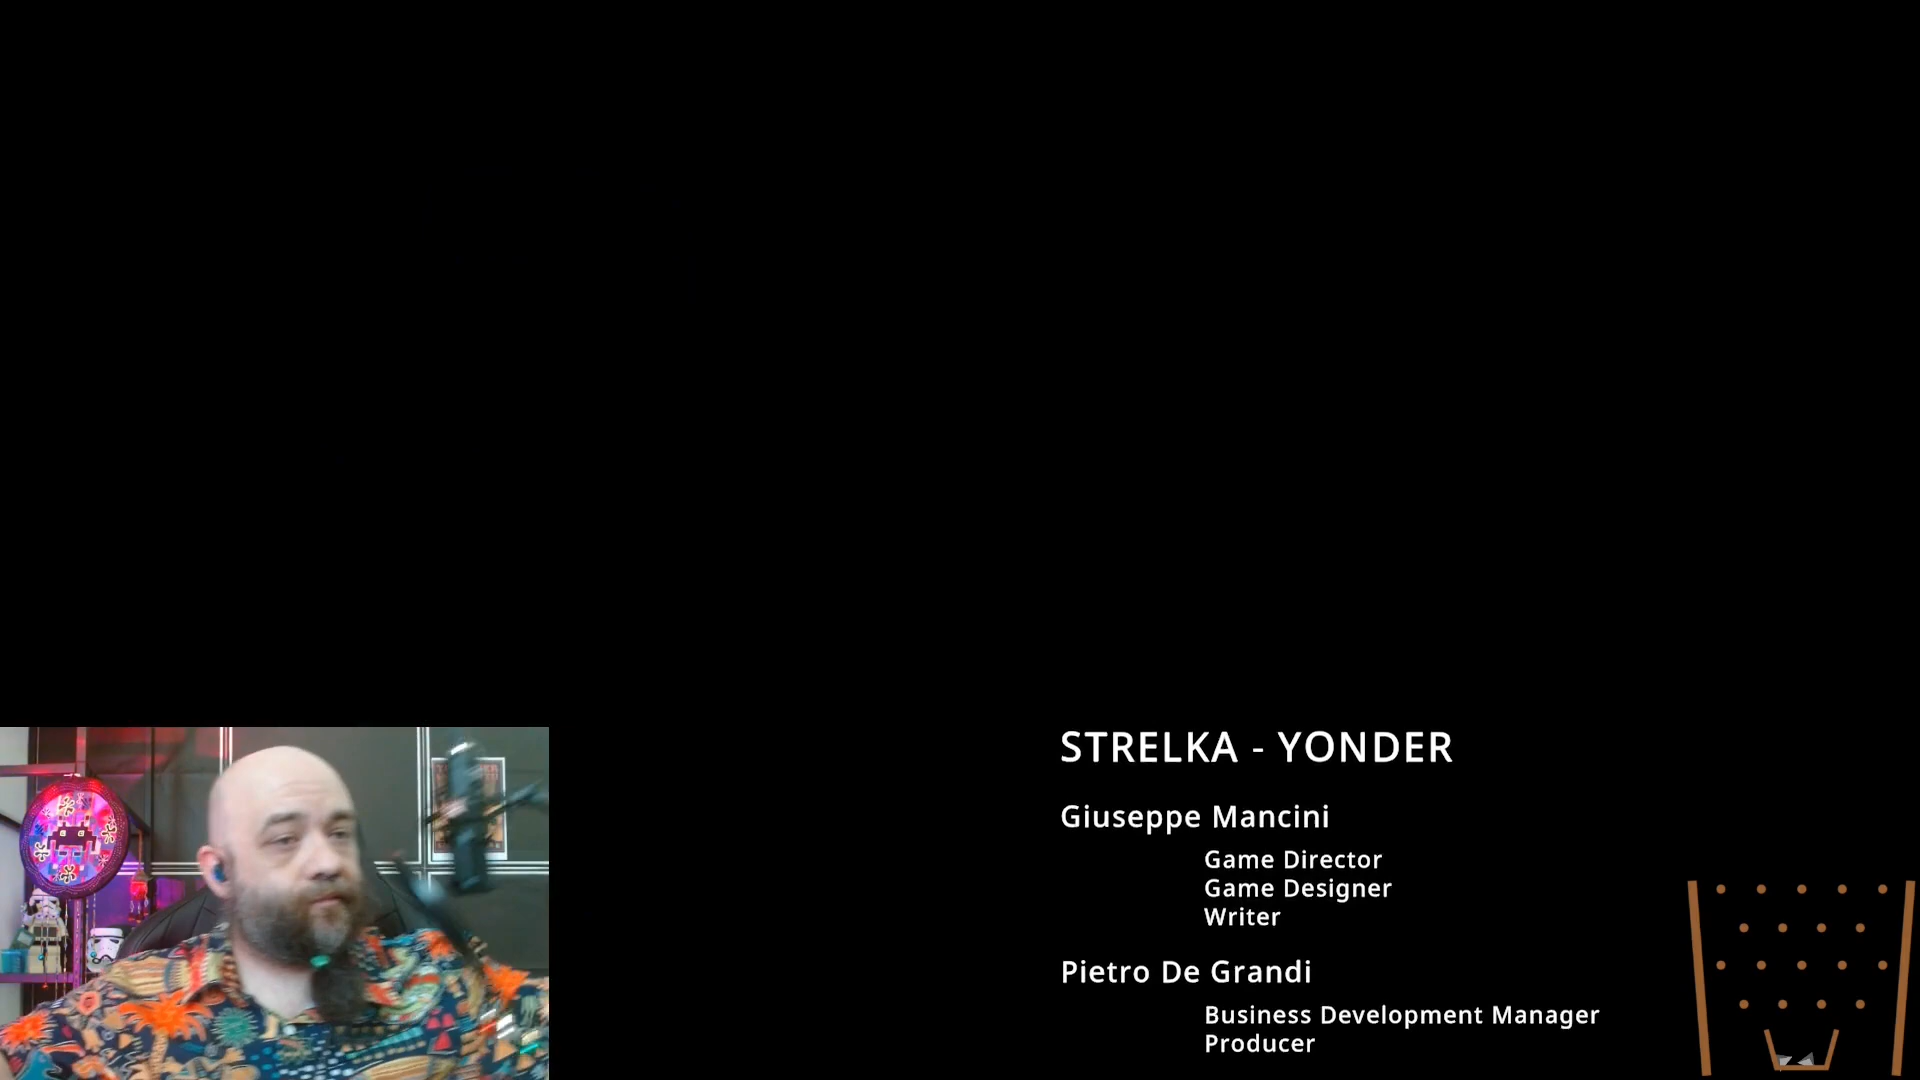 STRELKA - YONDER
Giuseppe Mancini
Game Director
Game Designer
Writer
Pietro De Grandi
Business Development Manager
Producer